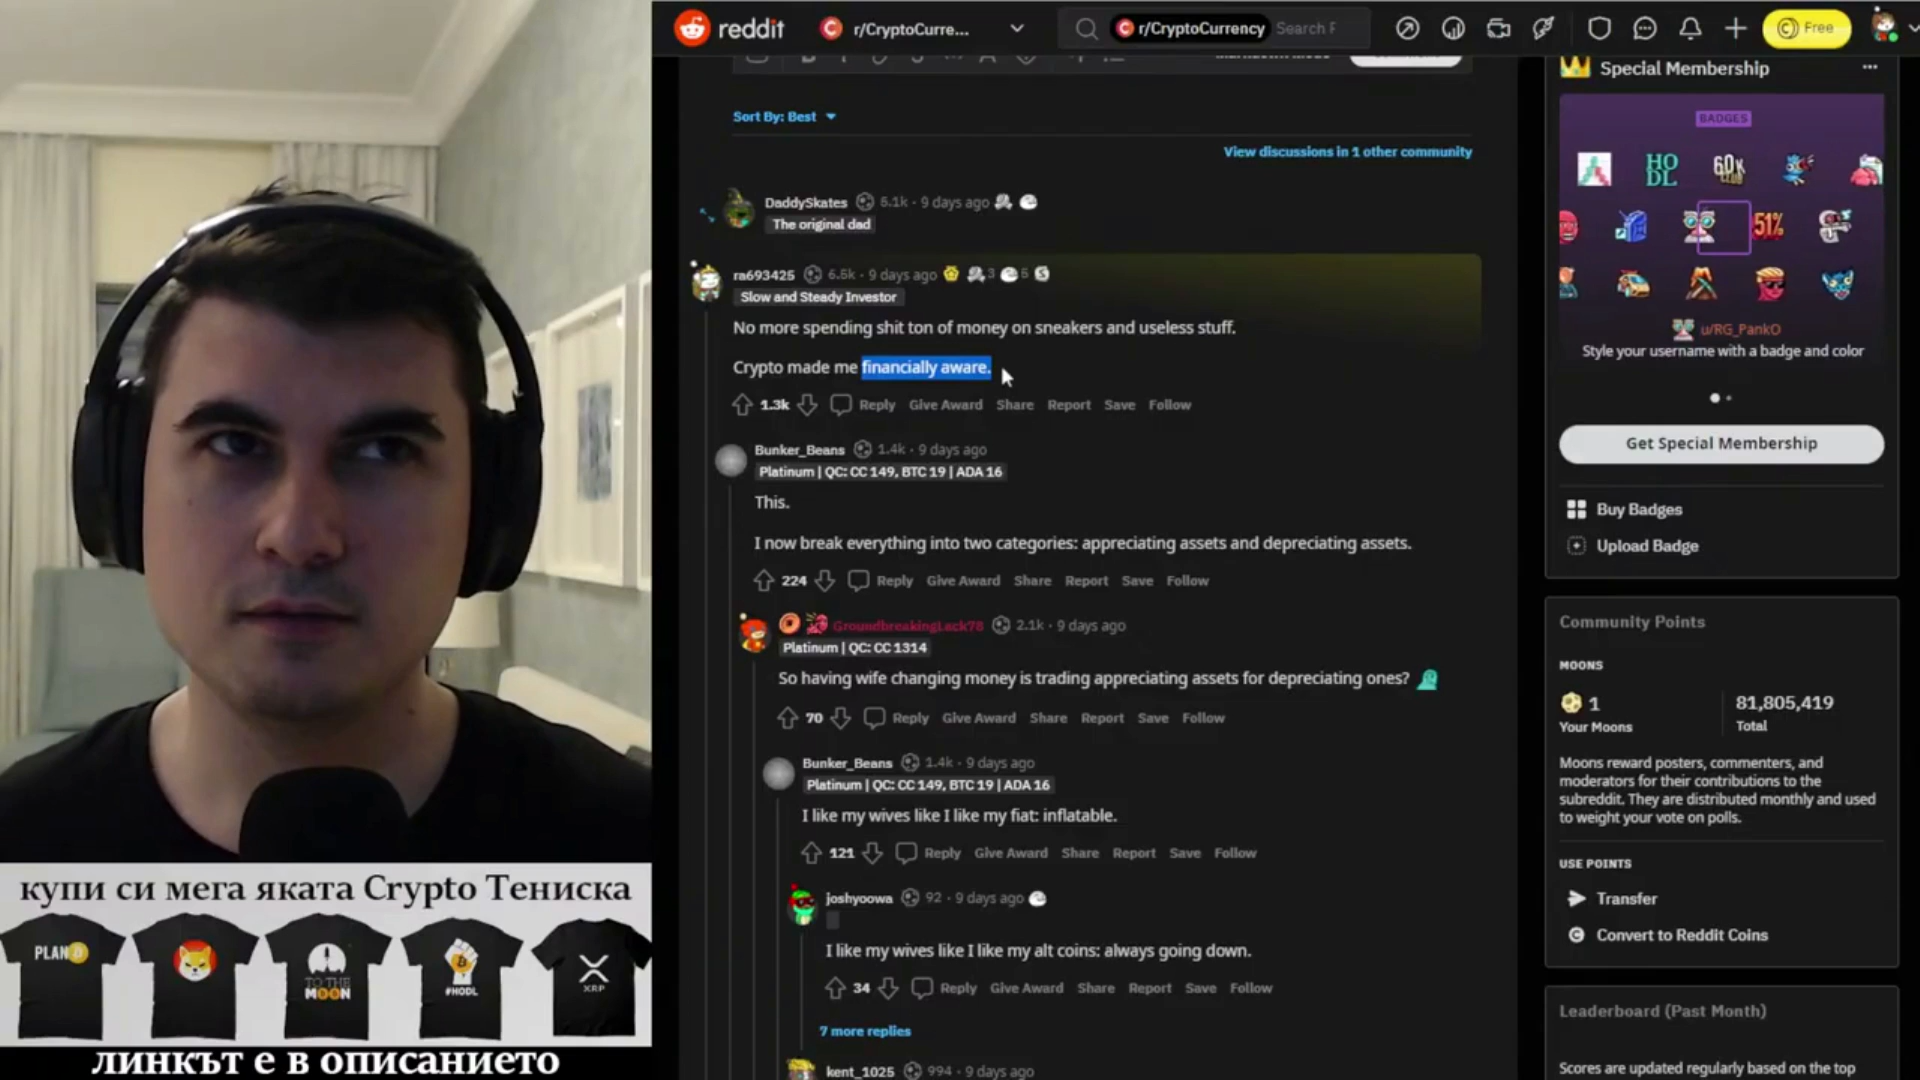 reddit
r/CryptoCurre...
r/CryptoCurrency
Search
Free
Sort By: Best
View discussions in 1 other community
DaddySkates 6.1k · 9 days ago
The original dad
ra693425 6.5k · 9 days ago 3 5
Slow and Steady Investor
No more spending shit ton of money on sneakers and useless stuff.
Crypto made me financially aware.
1.3k Reply Give Award Share Report Save Follow
Bunker_Beans 1.4k · 9 days ago
Platinum | QC: CC 149, BTC 19 | ADA 16
This.
I now break everything into two categories: appreciating assets and depreciating assets.
224 Reply Give Award Share Report Save Follow
GroundbreakingLack78 2.1k · 9 days ago
Platinum | QC: CC 1314
So having wife changing money is trading appreciating assets for depreciating ones?
70 Reply Give Award Share Report Save Follow
Bunker_Beans 1.4k · 9 days ago
Platinum | QC: CC 149, BTC 19 | ADA 16
I like my wives like I like my fiat: inflatable.
121 Reply Give Award Share Report Save Follow
joshyoowa 92 · 9 days ago
I like my wives like I like my alt coins: always going down.
34 Reply Give Award Share Report Save Follow
7 more replies
kent_1025 994 · 9 days ago
Special Membership
BADGES
HODL
60K
51%
u/RG_PankO
Style your username with a badge and color
Get Special Membership
Buy Badges
Upload Badge
Community Points
MOONS
1 81,805,419
Your Moons Total
Moons reward posters, commenters, and
moderators for their contributions to the
subreddit. They are distributed monthly and used
to weight your vote on polls.
USE POINTS
Transfer
Convert to Reddit Coins
Leaderboard (Past Month)
Scores are updated regularly based on the top
купи си мега яката Crypto Тениска
PLAN B
TO THE
MOON
#HODL
XRP
линкът е в описанието